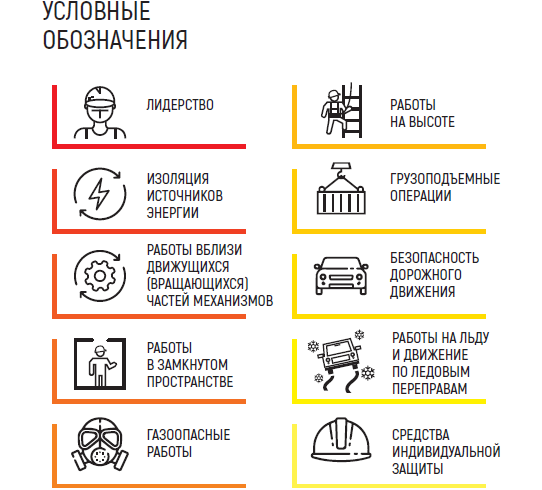 УСЛОВНЫЕ
ОБОЗНАЧЕНИЯ
ЛИДЕРСТВО
ИЗОЛЯЦИЯ
ИСТОЧНИКОВ
ЭНЕРГИИ
РАБОТЫ ВБЛИЗИ
ДВИЖУЩИХСЯ
(ВРАЩАЮЩИХСЯ)
ЧАСТЕЙ МЕХАНИЗМОВ
РАБОТЫ
В ЗАМКНУТОМ
ПРОСТРАНСТВЕ
ГАЗООПАСНЫЕ
РАБОТЫ
РАБОТЫ
НА ВЫСОТЕ
ГРУЗОПОДЪЕМНЫЕ
ОПЕРАЦИИ
БЕЗОПАСНОСТЬ
ДОРОЖНОГО
ДВИЖЕНИЯ
РАБОТЫ НА ЛЬДУ
И ДВИЖЕНИЕ
ПО ЛЕДОВЫМ
ПЕРЕПРАВАМ
СРЕДСТВА
ИНДИВИДУАЛЬНОЙ
ЗАЩИТЫ